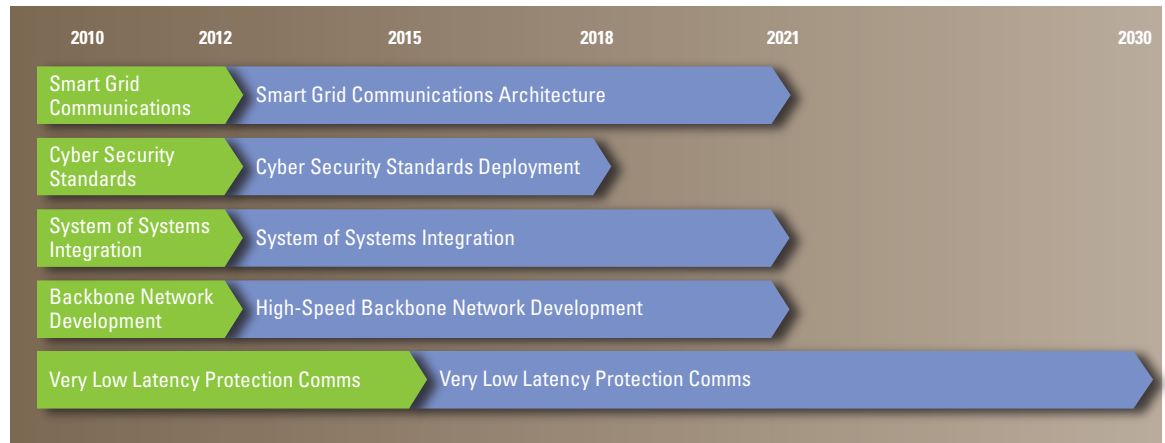 2010 2012 2015 2018 2021 2030
Smart Grid
Communications
Smart Grid Communications Architecture
Cyber Security
Standards
Cyber Security Standards Deployment
System of Systems
Integration
System of Systems Integration
Backbone Network
Development
High-Speed Backbone Network Development
Very Low Latency Protection Comms
Very Low Latency Protection Comms